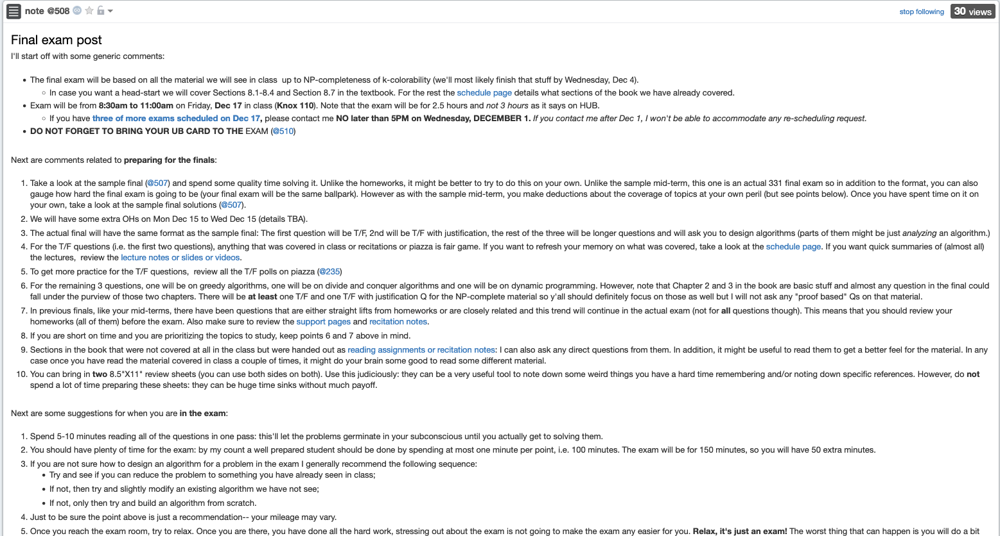 note @508
stop following
30 views
Final exam post
I'll start off with some generic comments:
• The final exam will be based on all the material we will see in class  up to NP-completeness of k-colorability (we'll most likely finish that stuff by Wednesday, Dec 4).
◦ In case you want a head-start we will cover Sections 8.1-8.4 and Section 8.7 in the textbook. For the rest the schedule page details what sections of the book we have already covered.
• Exam will be from 8:30am to 11:00am on Friday, Dec 17 in class (Knox 110). Note that the exam will be for 2.5 hours and not 3 hours as it says on HUB.
◦ If you have three of more exams scheduled on Dec 17, please contact me NO later than 5PM on Wednesday, DECEMBER 1. If you contact me after Dec 1, I won't be able to accommodate any re-scheduling request.
• DO NOT FORGET TO BRING YOUR UB CARD TO THE EXAM (@510)
Next are comments related to preparing for the finals:
1. Take a look at the sample final (@507) and spend some quality time solving it. Unlike the homeworks, it might be better to try to do this on your own. Unlike the sample mid-term, this one is an actual 331 final exam so in addition to the format, you can also
gauge how hard the final exam is going to be (your final exam will be the same ballpark). However as with the sample mid-term, you make deductions about the coverage of topics at your own peril (but see points below). Once you have spent time on it on
your own, take a look at the sample final solutions (@507).
2. We will have some extra OHs on Mon Dec 15 to Wed Dec 15 (details TBA).
3. The actual final will have the same format as the sample final: The first question will be T/F, 2nd will be T/F with justification, the rest of the three will be longer questions and will ask you to design algorithms (parts of them might be just analyzing an algorithm.)
4. For the T/F questions (i.e. the first two questions), anything that was covered in class or recitations or piazza is fair game. If you want to refresh your memory on what was covered, take a look at the schedule page. If you want quick summaries of (almost all)
the lectures,  review the lecture notes or slides or videos.
5. To get more practice for the T/F questions,  review all the T/F polls on piazza (@235)
6. For the remaining 3 questions, one will be on greedy algorithms, one will be on divide and conquer algorithms and one will be on dynamic programming. However, note that Chapter 2 and 3 in the book are basic stuff and almost any question in the final could
fall under the purview of those two chapters. There will be at least one T/F and one T/F with justification Q for the NP-complete material so y'all should definitely focus on those as well but I will not ask any "proof based" Qs on that material.
7. In previous finals, like your mid-terms, there have been questions that are either straight lifts from homeworks or are closely related and this trend will continue in the actual exam (not for all questions though). This means that you should review your
homeworks (all of them) before the exam. Also make sure to review the support pages and recitation notes.
8. If you are short on time and you are prioritizing the topics to study, keep points 6 and 7 above in mind.
9. Sections in the book that were not covered at all in the class but were handed out as reading assignments or recitation notes: I can also ask any direct questions from them. In addition, it might be useful to read them to get a better feel for the material. In any
case once you have read the material covered in class a couple of times, it might do your brain some good to read some different material.
10. You can bring in two 8.5"X11" review sheets (you can use both sides on both). Use this judiciously: they can be a very useful tool to note down some weird things you have a hard time remembering and/or noting down specific references. However, do not
spend a lot of time preparing these sheets: they can be huge time sinks without much payoff.
Next are some suggestions for when you are in the exam:
1. Spend 5-10 minutes reading all of the questions in one pass: this'll let the problems germinate in your subconscious until you actually get to solving them.
2. You should have plenty of time for the exam: by my count a well prepared student should be done by spending at most one minute per point, i.e. 100 minutes. The exam will be for 150 minutes, so you will have 50 extra minutes.
3. If you are not sure how to design an algorithm for a problem in the exam I generally recommend the following sequence:
• Try and see if you can reduce the problem to something you have already seen in class;
• If not, then try and slightly modify an existing algorithm we have not see;
• If not, only then try and build an algorithm from scratch.
4. Just to be sure the point above is just a recommendation-- your mileage may vary.
5. Once you reach the exam room, try to relax. Once you are there, you have done all the hard work, stressing out about the exam is not going to make the exam any easier for you. Relax, it's just an exam! The worst thing that can happen is you will do a bit